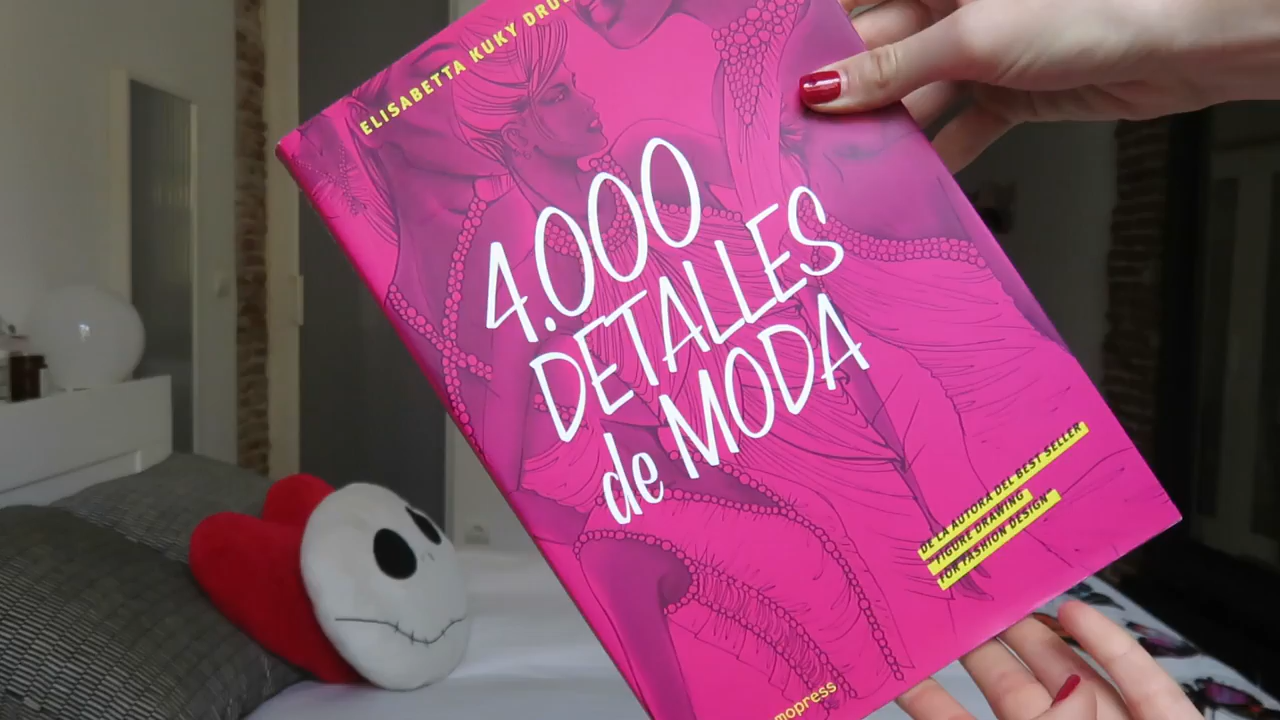 ELISABETTA KUKY
4.000
DETALLES
de MODA
DE LA AUTORA DEL BEST SELLER
"FIGURE DRAWING
FOR FASHION DESIGN"
mopress